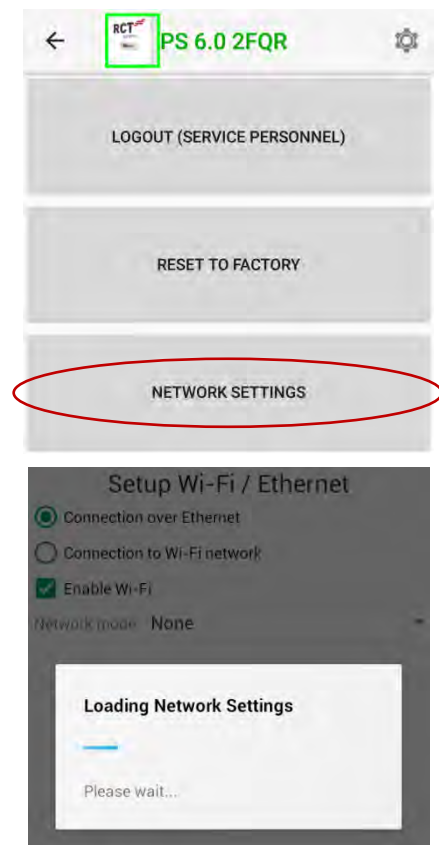 RCT
PS 6.0 2FQR
LOGOUT (SERVICE PERSONNEL)
RESET TO FACTORY
NETWORK SETTINGS
Setup Wi-Fi / Ethernet
Connection over Ethernet
Connection to Wi-Fi network
Enable Wi-Fi
Network mode None
Loading Network Settings
Please wait...